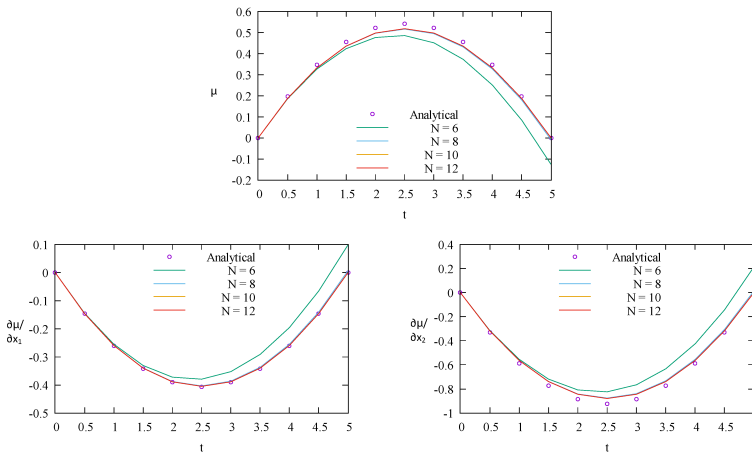 0.6
0.5
0.4
0.3
0.2
0.1
0
-0.1
-0.2
μ
Analytical
N = 6
N = 8
N = 10
N = 12
0 0.5 1 1.5 2 2.5 3 3.5 4 4.5 5
t
0.1
0
-0.1
-0.2
-0.3
-0.4
-0.5
∂μ/
∂x₁
Analytical
N = 6
N = 8
N = 10
N = 12
0 0.5 1 1.5 2 2.5 3 3.5 4 4.5 5
t
0.4
0.2
0
-0.2
-0.4
-0.6
-0.8
-1
∂μ/
∂x₂
Analytical
N = 6
N = 8
N = 10
N = 12
0 0.5 1 1.5 2 2.5 3 3.5 4 4.5
t